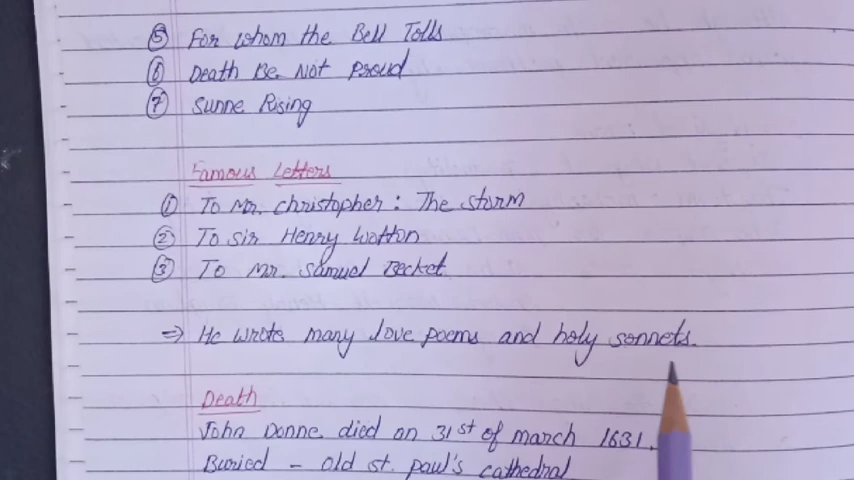 ⑤ For whom the Bell Tolls
⑥ Death Be Not Proud
⑦ Sunne Rising
Famous Letters
① To Mr. Christopher : The storm
② To Sir Henry Wotton
③ To Mr. Samuel Becket
⇒ He wrote many love poems and holy sonnets.
Death
John Donne died on 31st of march 1631.
Buried - old st. paul's cathedral